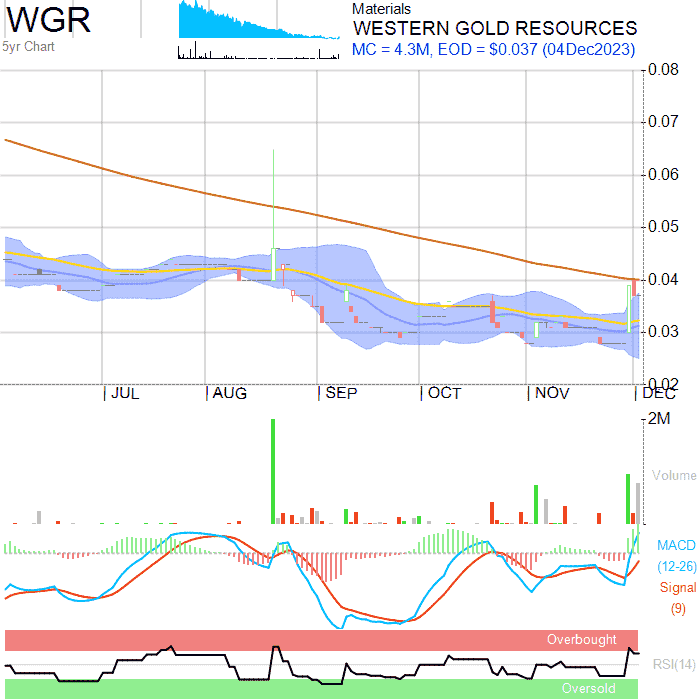 WGR
5yr Chart
Materials
WESTERN GOLD RESOURCES
MC = 4.3M, EOD = $0.037 (04Dec2023)
0.08
0.07
0.06
0.05
0.04
0.03
0.02
JUL
AUG
SEP
OCT
NOV
DEC
2M
Volume
MACD
(12-26)
Signal
(9)
Overbought
RSI(14)
Oversold